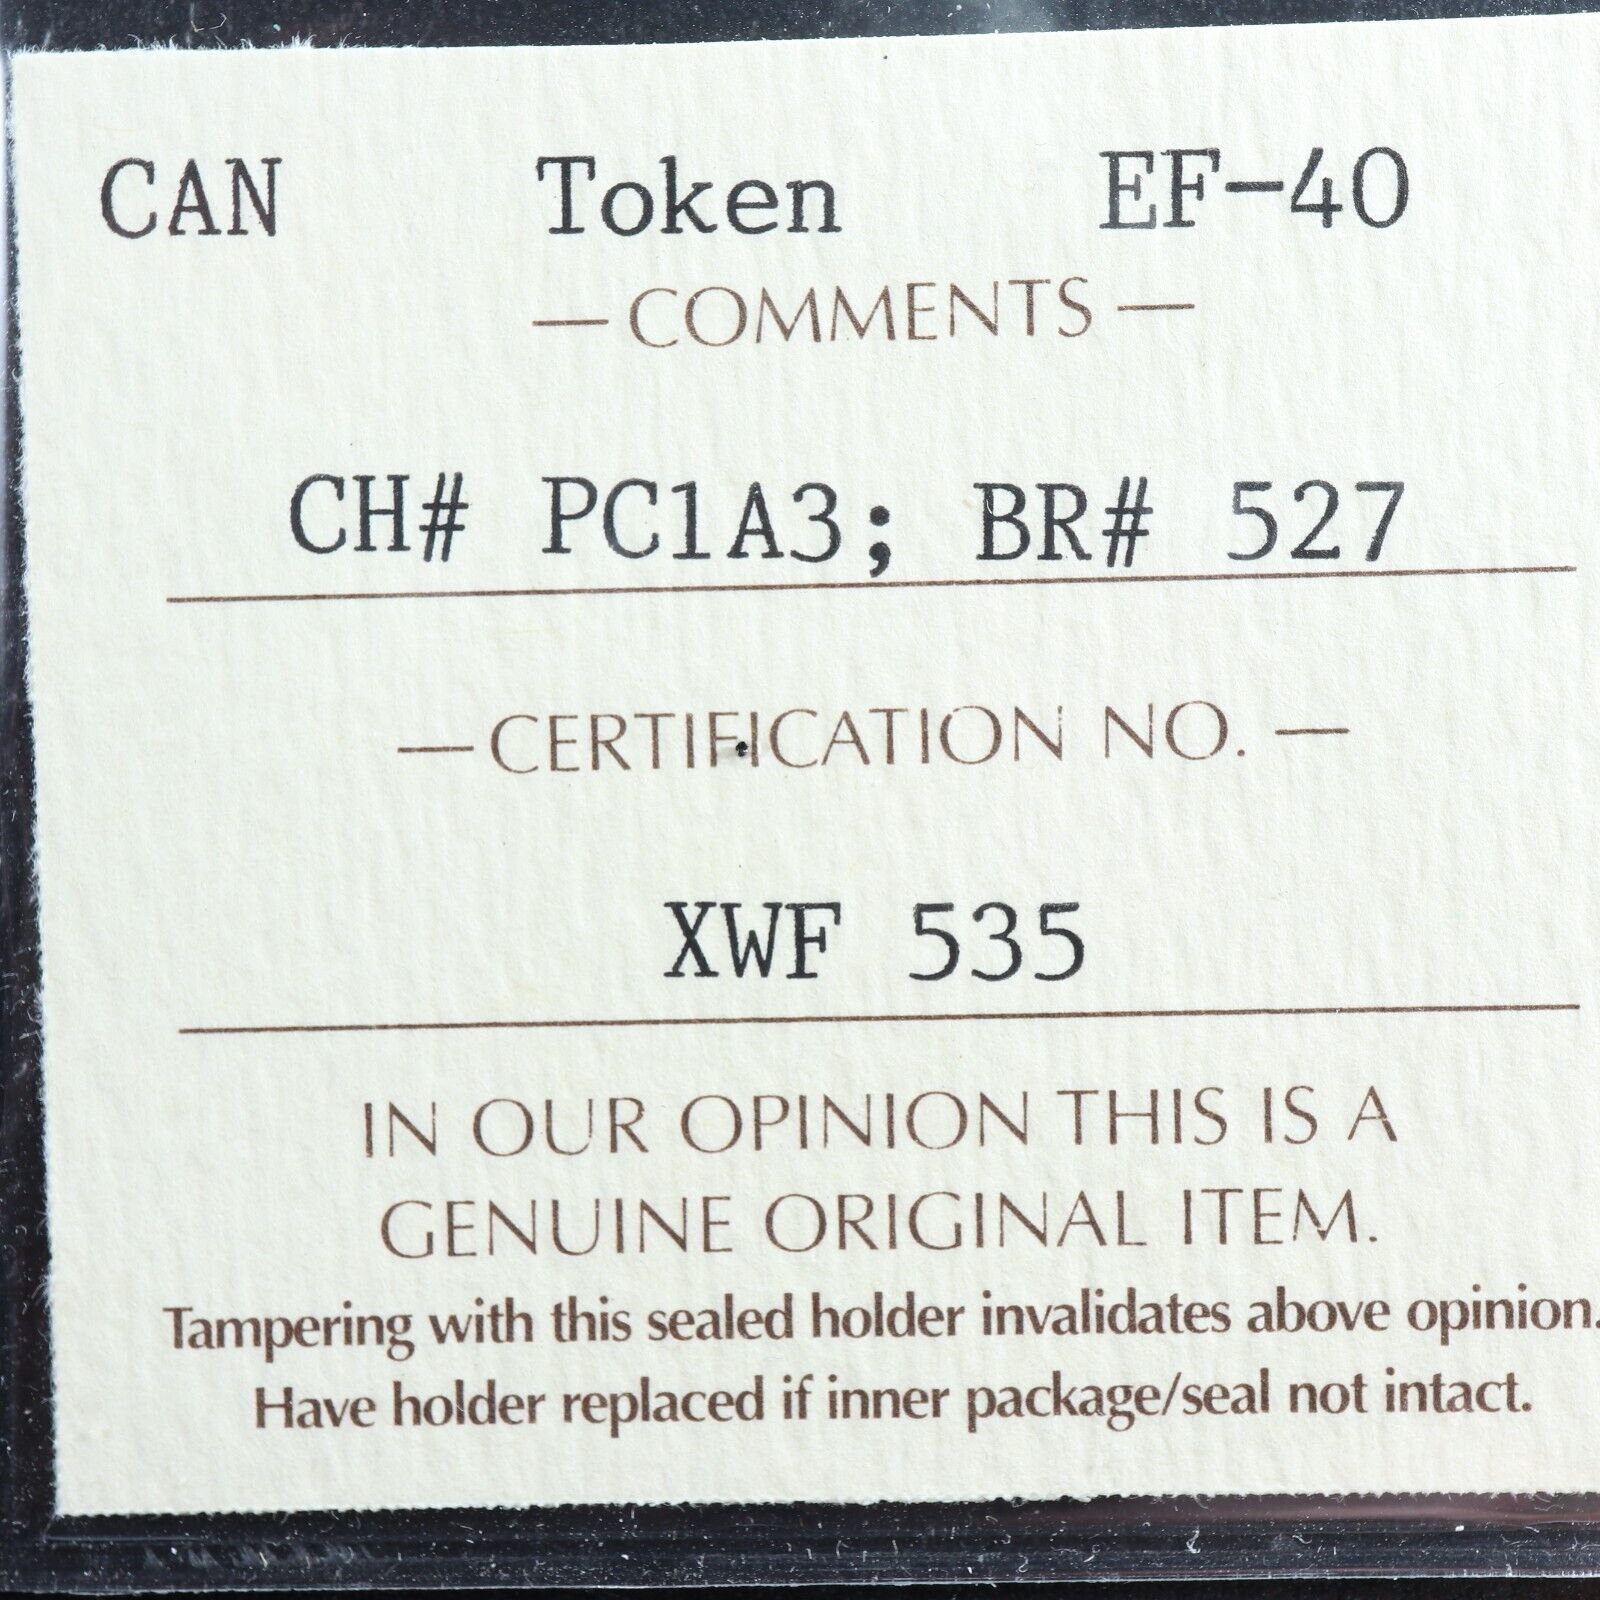 CAN Token EF-40
— COMMENTS —
CH# PC1A3; BR# 527
— CERTIFICATION NO. —
XWF 535
IN OUR OPINION THIS IS A
GENUINE ORIGINAL ITEM.
Tampering with this sealed holder invalidates above opinion.
Have holder replaced if inner package/seal not intact.